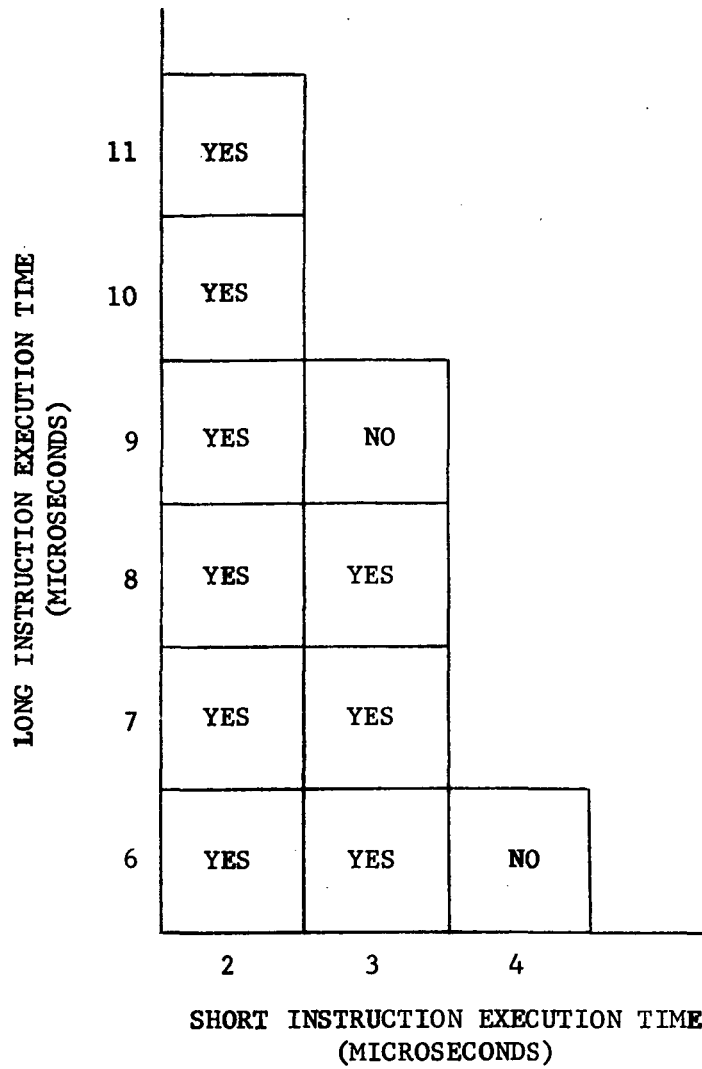 LONG INSTRUCTION EXECUTION TIME
(MICROSECONDS)
11 YES
10 YES
9 YES NO
8 YES YES
7 YES YES
6 YES YES NO
2 3 4
SHORT INSTRUCTION EXECUTION TIME
(MICROSECONDS)